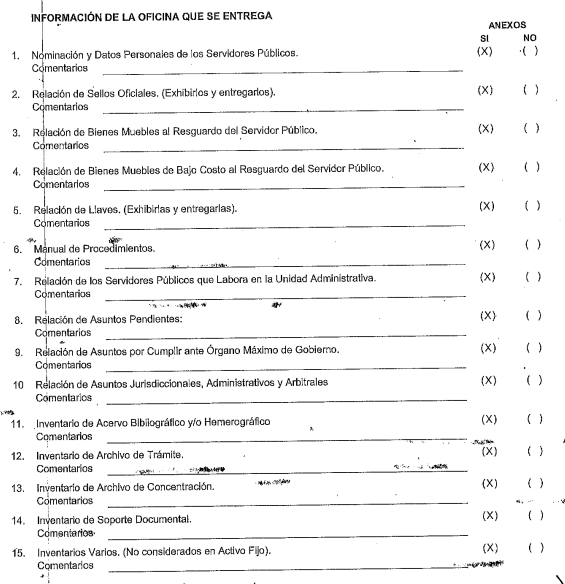 INFORMACIÓN DE LA OFICINA QUE SE ENTREGA
ANEXOS
SI NO
1. Nominación y Datos Personales de los Servidores Públicos. (X) ( )
Comentarios
2. Relación de Sellos Oficiales. (Exhibirlos y entregarlos). (X) ( )
Comentarios
3. Relación de Bienes Muebles al Resguardo del Servidor Público. (X) ( )
Comentarios
4. Relación de Bienes Muebles de Bajo Costo al Resguardo del Servidor Público. (X) ( )
Comentarios
5. Relación de Llaves. (Exhibirlas y entregarlas). (X) ( )
Comentarios
6. Manual de Procedimientos. (X) ( )
Comentarios
7. Relación de los Servidores Públicos que Labora en la Unidad Administrativa. (X) ( )
Comentarios
8. Relación de Asuntos Pendientes: (X) ( )
Comentarios
9. Relación de Asuntos por Cumplir ante Órgano Máximo de Gobierno. (X) ( )
Comentarios
10 Relación de Asuntos Jurisdiccionales, Administrativos y Arbitrales (X) ( )
Comentarios
11. Inventario de Acervo Bibliográfico y/o Hemerográfico (X) ( )
Comentarios
12. Inventario de Archivo de Trámite. (X) ( )
Comentarios
13. Inventario de Archivo de Concentración. (X) ( )
Comentarios
14. Inventario de Soporte Documental. (X) ( )
Comentarios
15. Inventarios Varios. (No considerados en Activo Fijo). (X) ( )
Comentarios